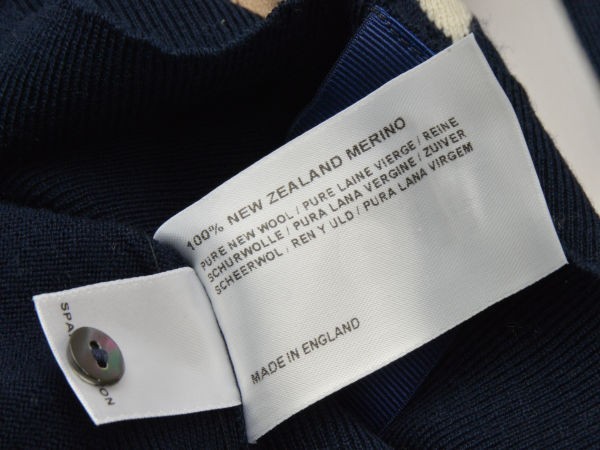 100% NEW ZEALAND MERINO
PURE NEW WOOL / PURE LAINE VIERGE / REINE
SCHURWOLLE / PURA LANA VERGINE / ZUIVER
SCHEERWOL / REN Y ULD / PURA LANA VIRGEM
MADE IN ENGLAND